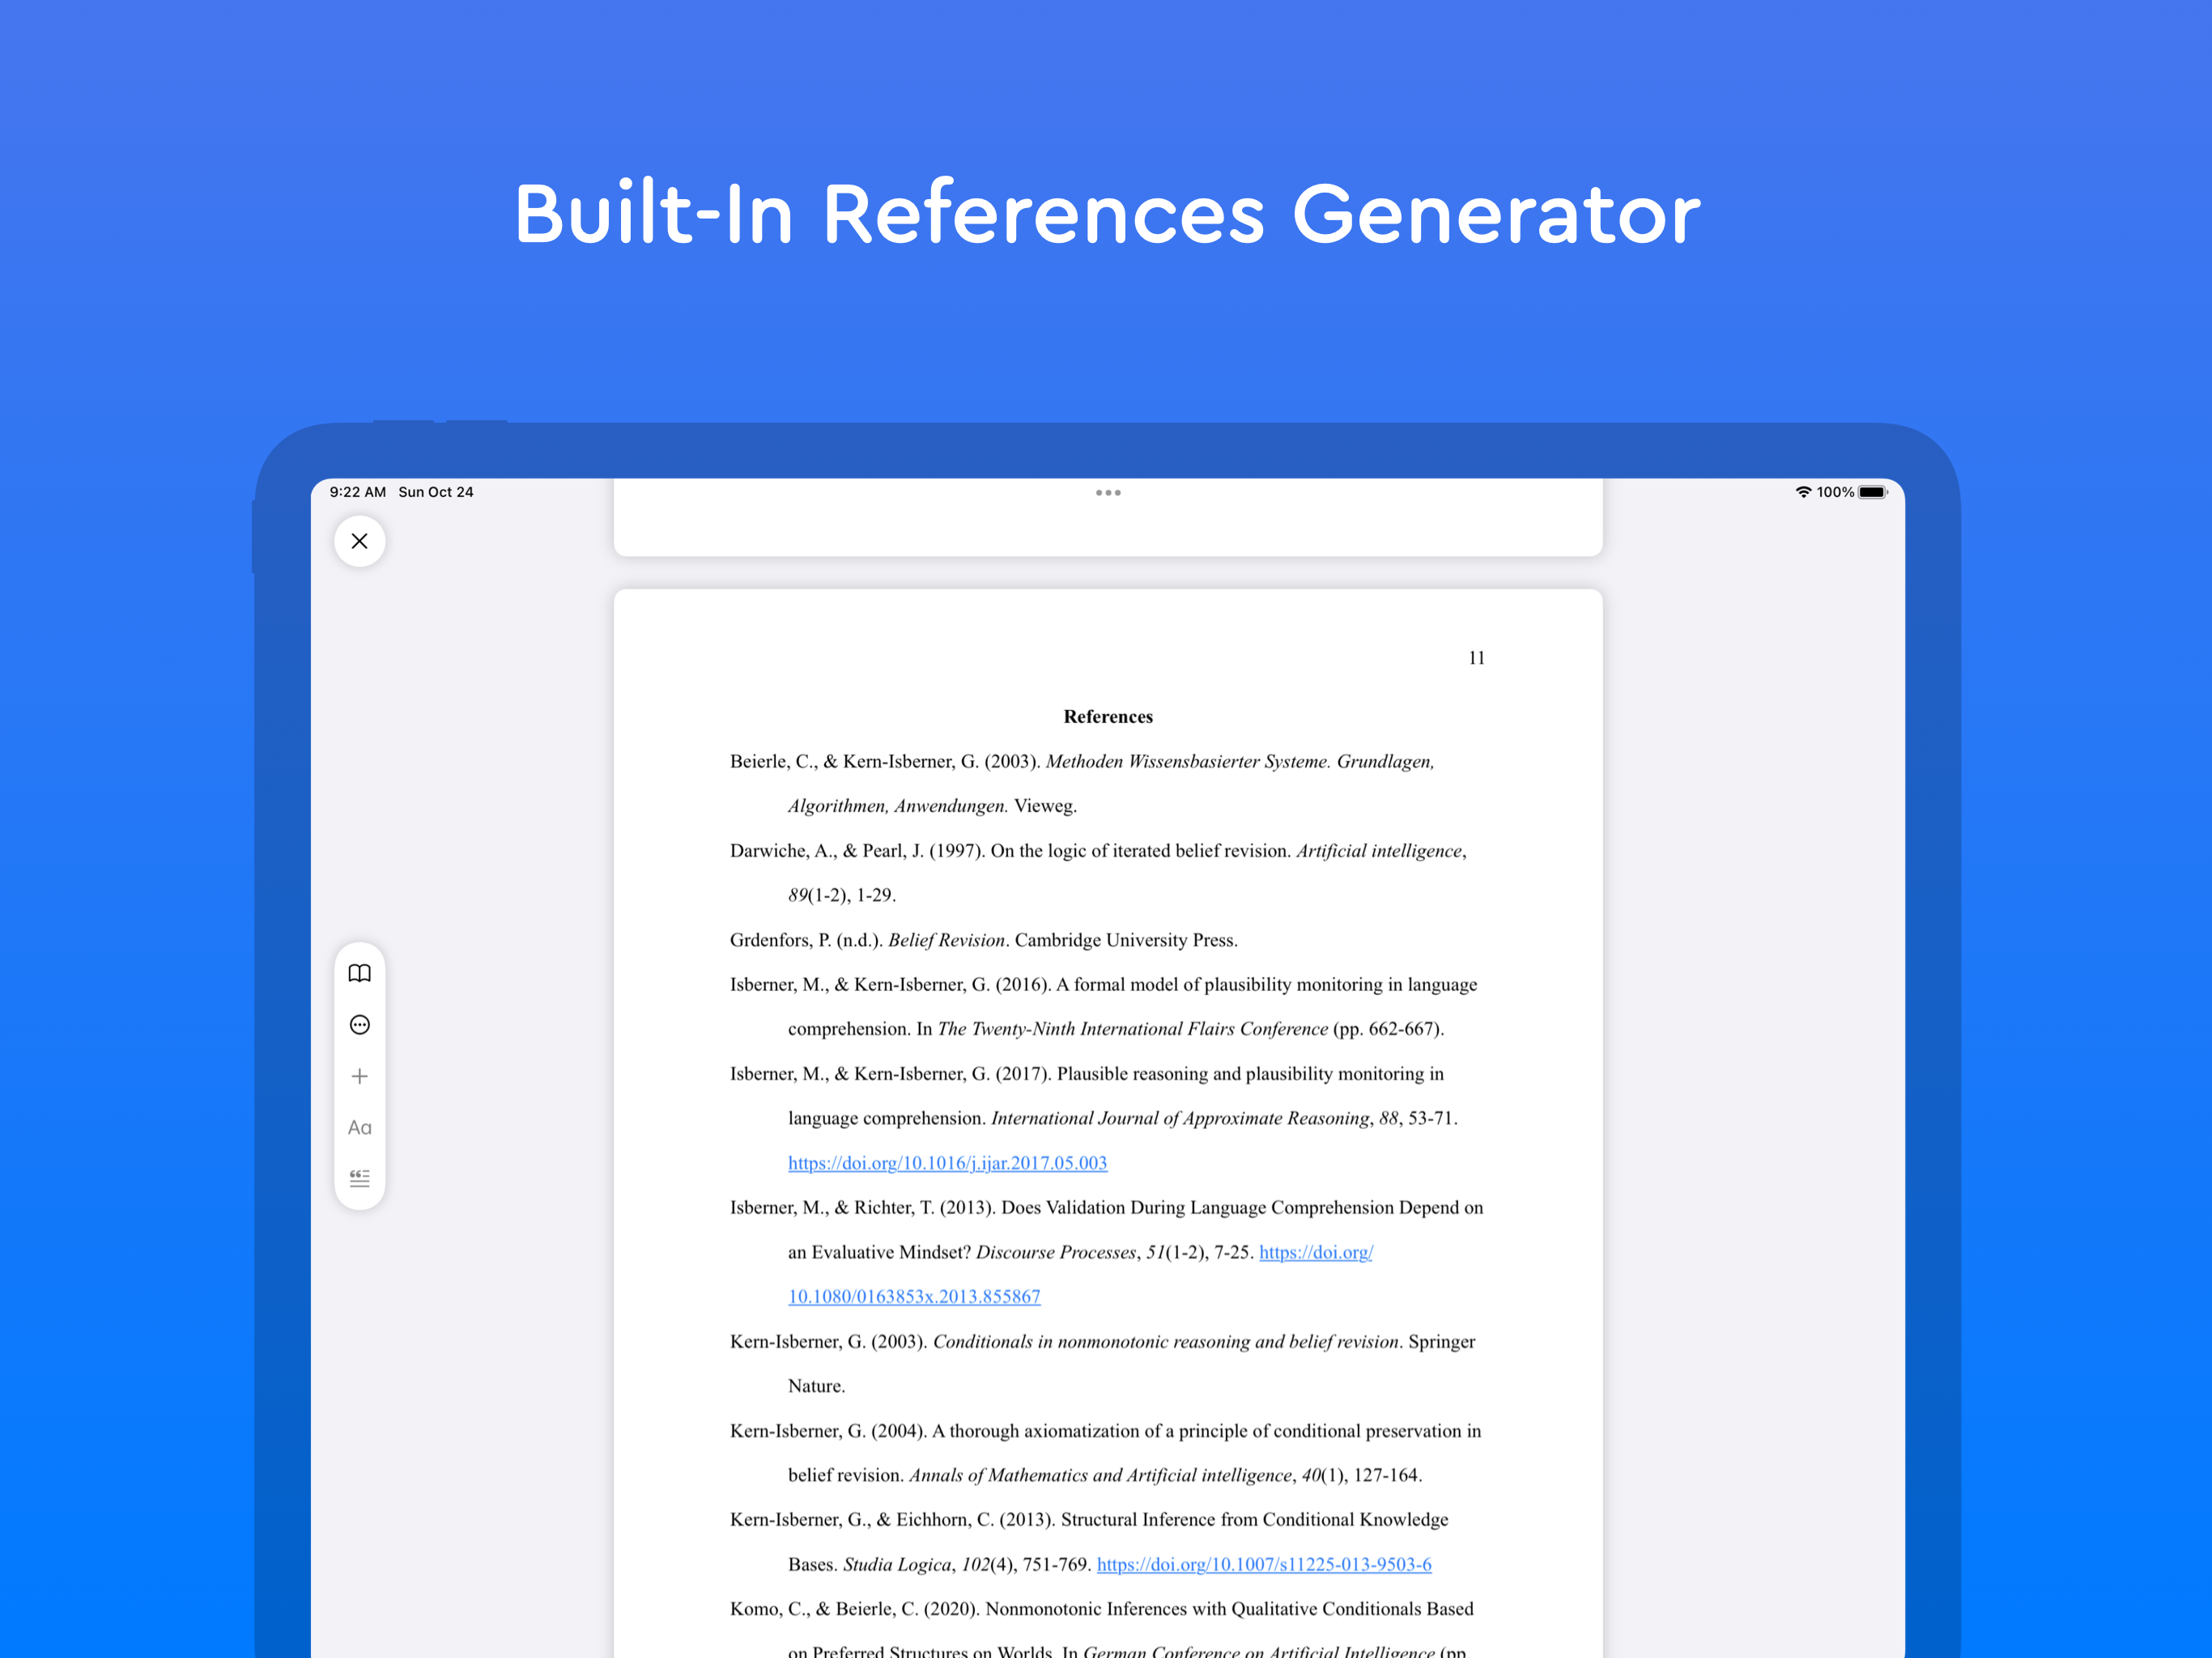 Built-In References Generator
9:22 AM Sun Oct 24
100%
11
References
Beierle, C., & Kern-Isberner, G. (2003). Methoden Wissensbasierter Systeme. Grundlagen,
Algorithmen, Anwendungen. Vieweg.
Darwiche, A., & Pearl, J. (1997). On the logic of iterated belief revision. Artificial intelligence,
89(1-2), 1-29.
Grdenfors, P. (n.d.). Belief Revision. Cambridge University Press.
Isberner, M., & Kern-Isberner, G. (2016). A formal model of plausibility monitoring in language
comprehension. In The Twenty-Ninth International Flairs Conference (pp. 662-667).
Isberner, M., & Kern-Isberner, G. (2017). Plausible reasoning and plausibility monitoring in
language comprehension. International Journal of Approximate Reasoning, 88, 53-71.
https://doi.org/10.1016/j.ijar.2017.05.003
Aa
Isberner, M., & Richter, T. (2013). Does Validation During Language Comprehension Depend on
an Evaluative Mindset? Discourse Processes, 51(1-2), 7-25. https://doi.org/
10.1080/0163853x.2013.855867
Kern-Isberner, G. (2003). Conditionals in nonmonotonic reasoning and belief revision. Springer
Nature.
Kern-Isberner, G. (2004). A thorough axiomatization of a principle of conditional preservation in
belief revision. Annals of Mathematics and Artificial intelligence, 40(1), 127-164.
Kern-Isberner, G., & Eichhorn, C. (2013). Structural Inference from Conditional Knowledge
Bases. Studia Logica, 102(4), 751-769. https://doi.org/10.1007/s11225-013-9503-6
Komo, C., & Beierle, C. (2020). Nonmonotonic Inferences with Qualitative Conditionals Based
on Preferred Structures on Worlds. In German Conference on Artificial Intelligence (pp.